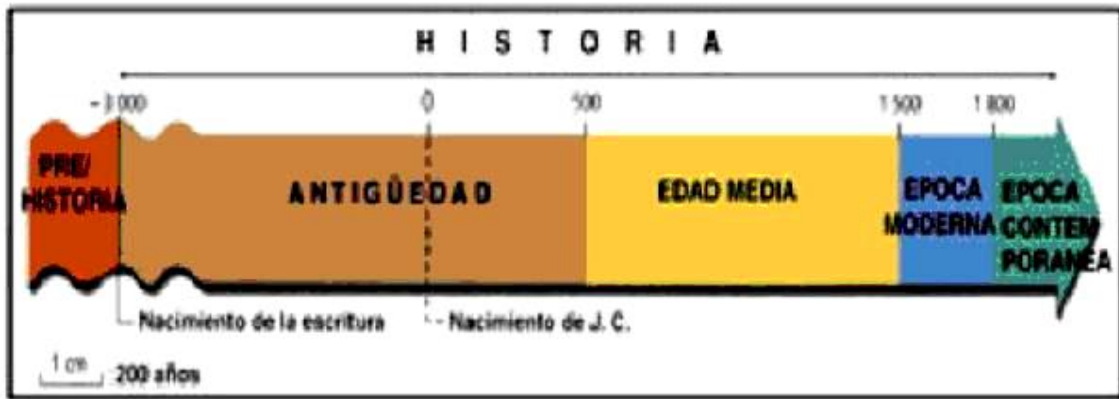 HISTORIA
- 3 000 0 500 1 500 1 800
PRE/
HISTORIA
ANTIGÜEDAD
EDAD MEDIA
EPOCA
MODERNA
EPOCA
CONTEM
PORANEA
Nacimiento de la escritura
Nacimiento de J. C.
1 cm 200 años